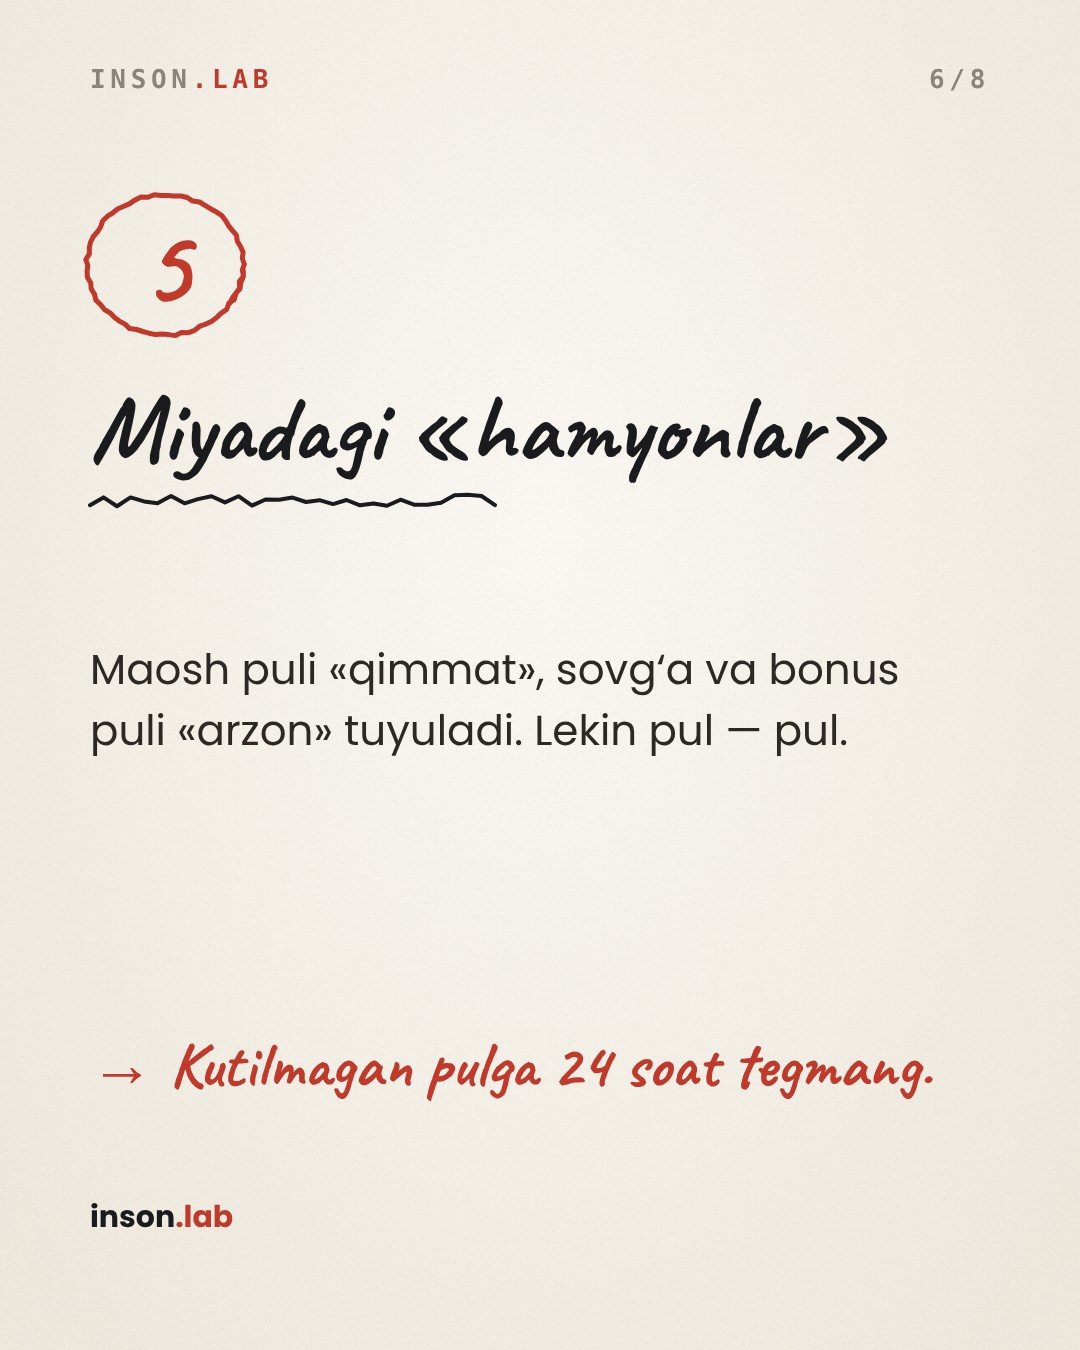 INSON.LAB
6/8
5
Miyadagi «hamyonlar»
Maosh puli «qimmat», sovg‘a va bonus
puli «arzon» tuyuladi. Lekin pul — pul.
→ Kutilmagan pulga 24 soat tegmang.
inson.lab